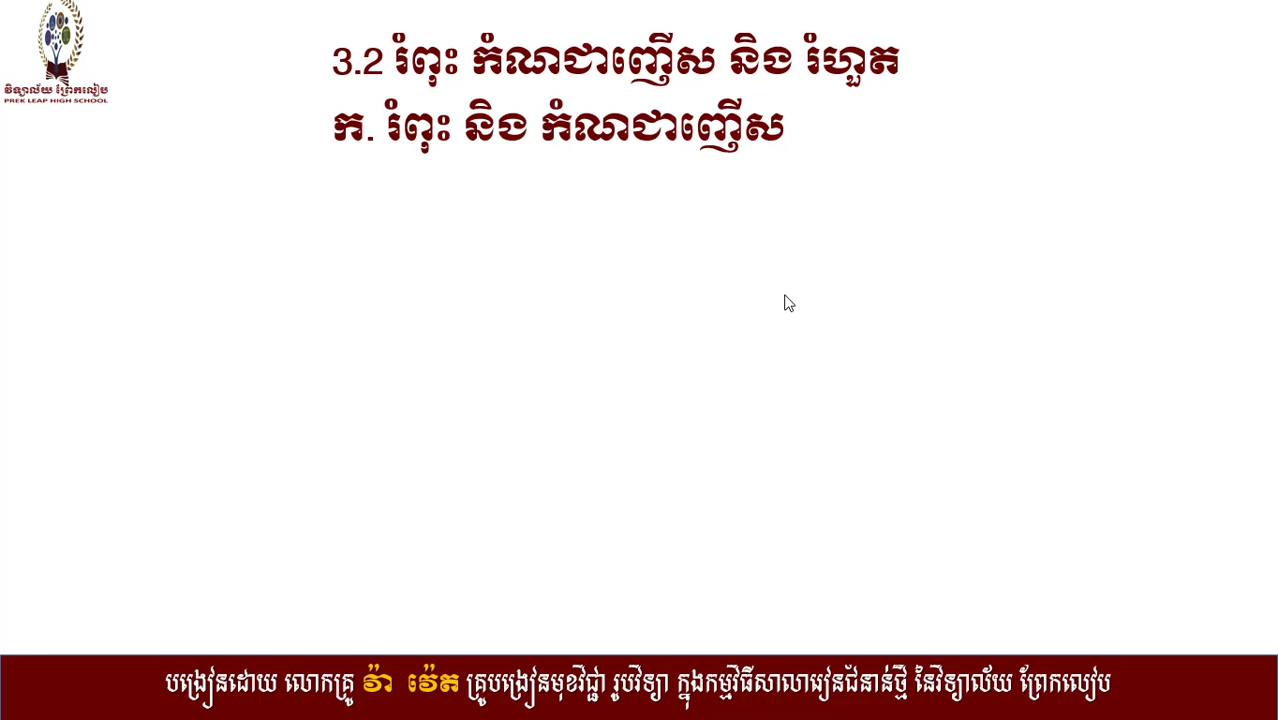 វិទ្យាល័យ ព្រែកលៀប
PREK LEAP HIGH SCHOOL
3.2 រំពុះ កំណជាញើស និង រំហួត
ក. រំពុះ និង កំណជាញើស
បង្រៀនដោយ លោកគ្រូ វ៉ា វ៉េត គ្រូបង្រៀនមុខវិជ្ជា រូបវិទ្យា ក្នុងកម្មវិធីសាលារៀនជំនាន់ថ្មី នៃវិទ្យាល័យ ព្រែកលៀប